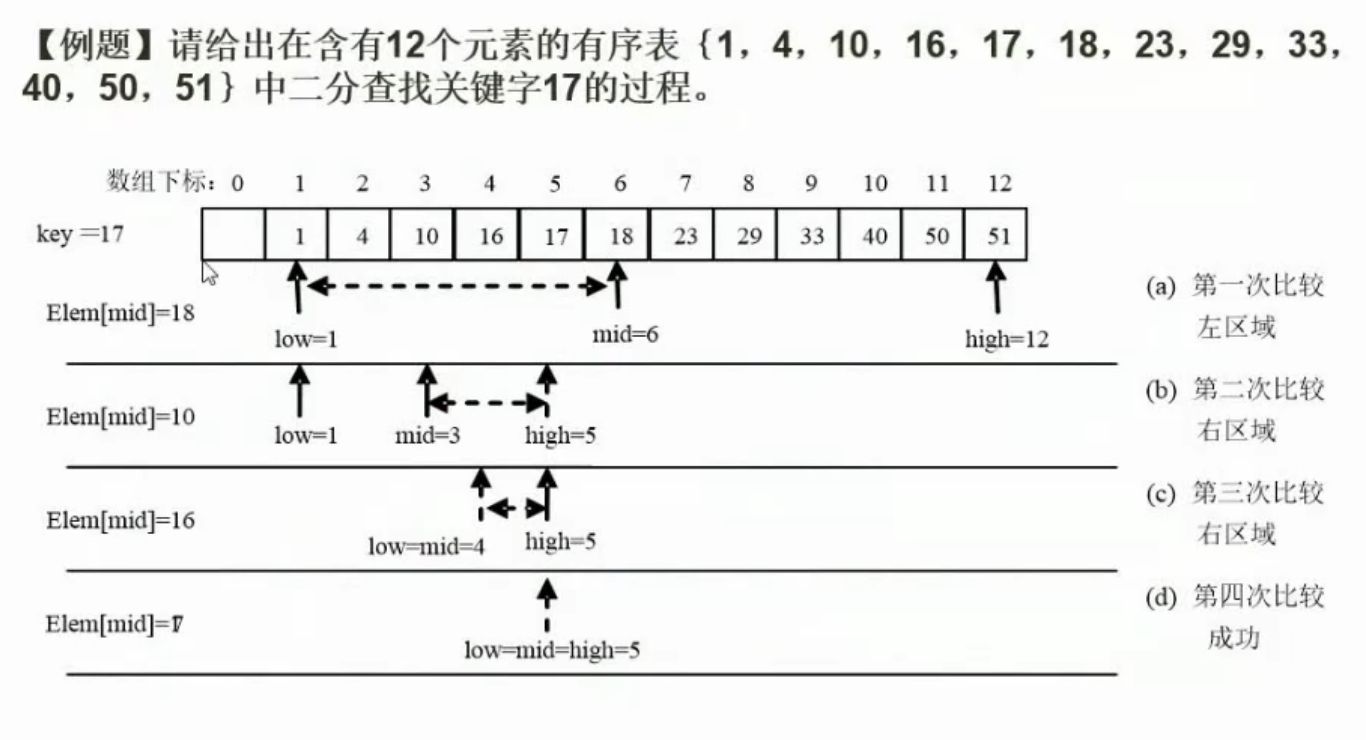 【例题】请给出在含有12个元素的有序表{1，4，10，16，17，18，23，29，33，
40，50，51}中二分查找关键字17的过程。
数组下标：0 1 2 3 4 5 6 7 8 9 10 11 12
key =17 1 4 10 16 17 18 23 29 33 40 50 51
Elem[mid]=18 low=1 mid=6 high=12 (a) 第一次比较
左区域
Elem[mid]=10 low=1 mid=3 high=5 (b) 第二次比较
右区域
Elem[mid]=16 low=mid=4 high=5 (c) 第三次比较
右区域
Elem[mid]=17 low=mid=high=5 (d) 第四次比较
成功